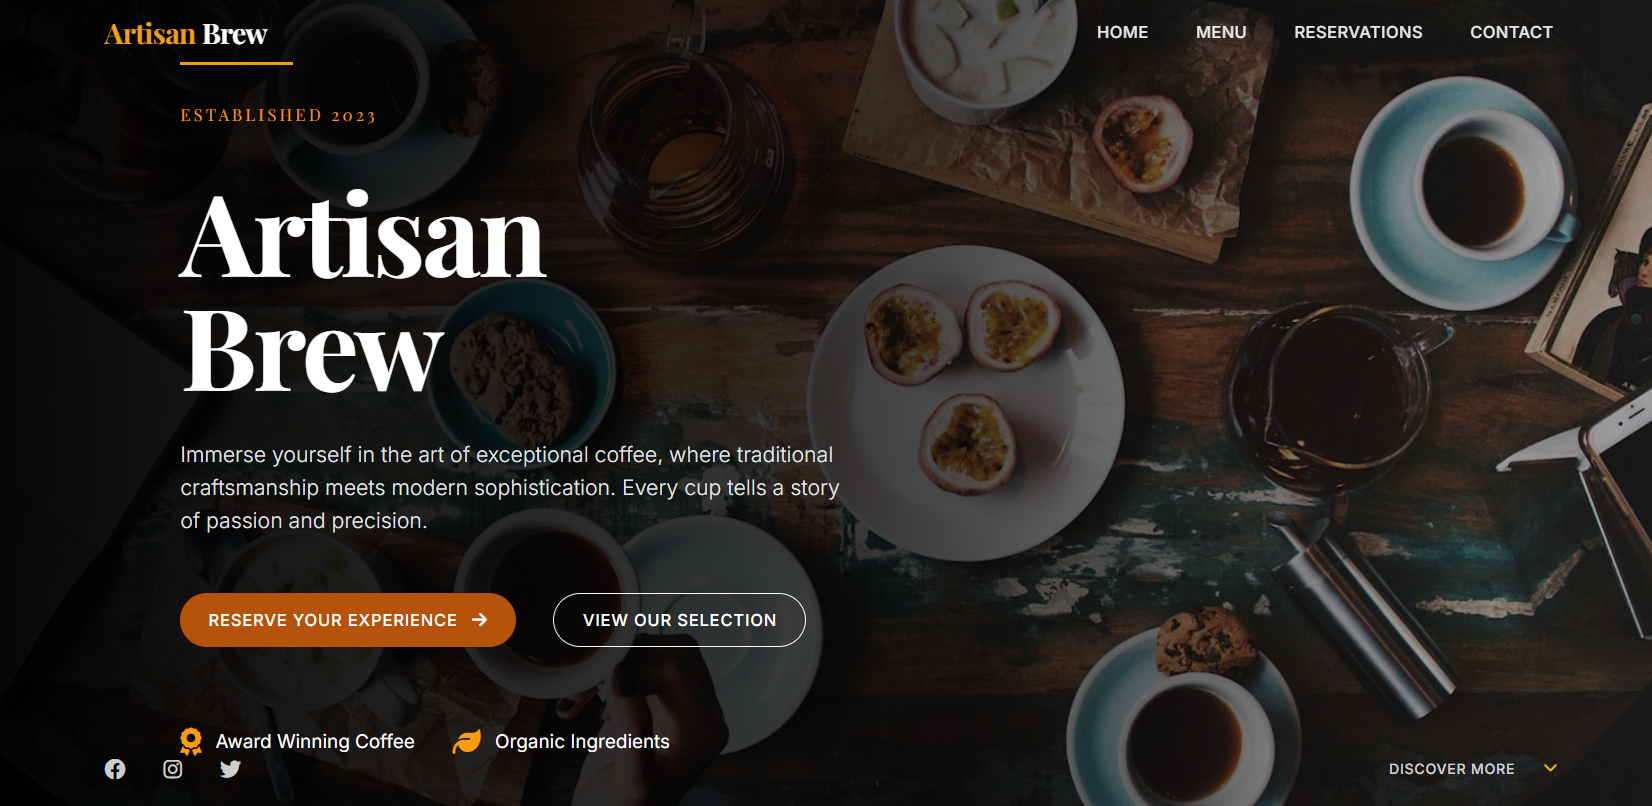 Artisan Brew
HOME MENU RESERVATIONS CONTACT
ESTABLISHED 2023
Artisan
Brew
Immerse yourself in the art of exceptional coffee, where traditional
craftsmanship meets modern sophistication. Every cup tells a story
of passion and precision.
RESERVE YOUR EXPERIENCE
VIEW OUR SELECTION
Award Winning Coffee
Organic Ingredients
DISCOVER MORE